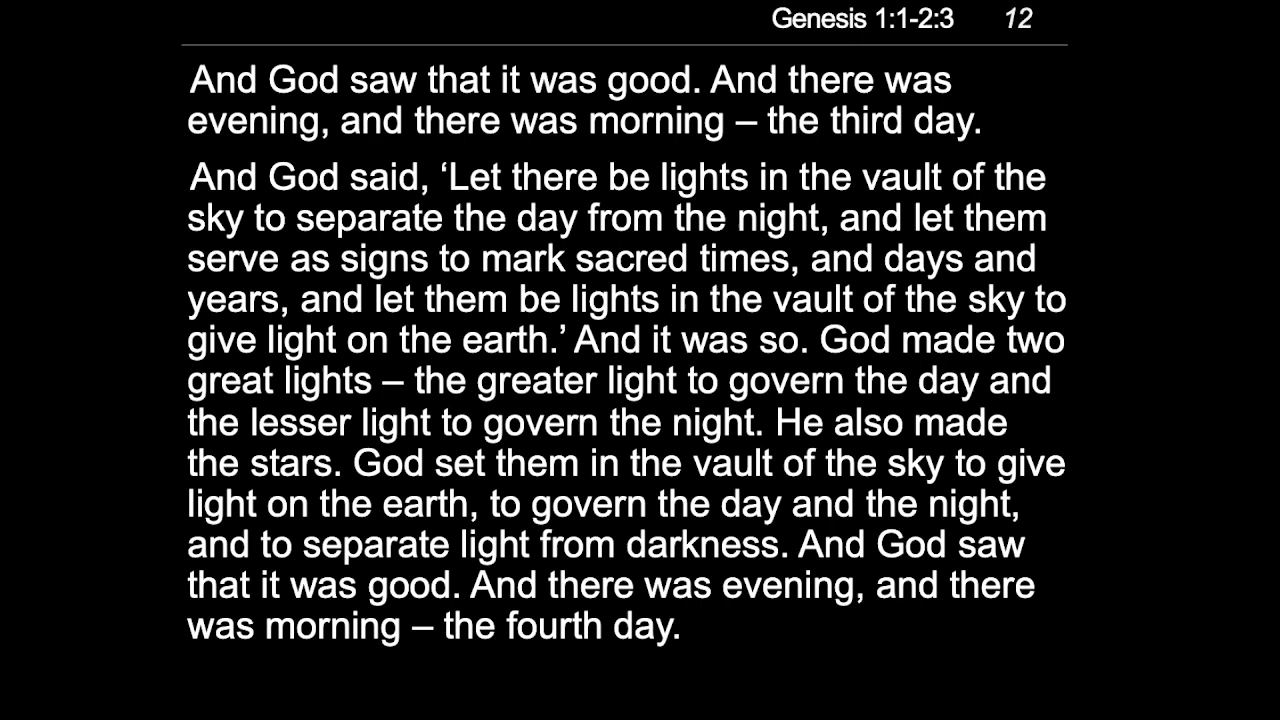 Genesis 1:1-2:3 12
And God saw that it was good. And there was
evening, and there was morning – the third day.
And God said, ‘Let there be lights in the vault of the
sky to separate the day from the night, and let them
serve as signs to mark sacred times, and days and
years, and let them be lights in the vault of the sky to
give light on the earth.’ And it was so. God made two
great lights – the greater light to govern the day and
the lesser light to govern the night. He also made
the stars. God set them in the vault of the sky to give
light on the earth, to govern the day and the night,
and to separate light from darkness. And God saw
that it was good. And there was evening, and there
was morning – the fourth day.